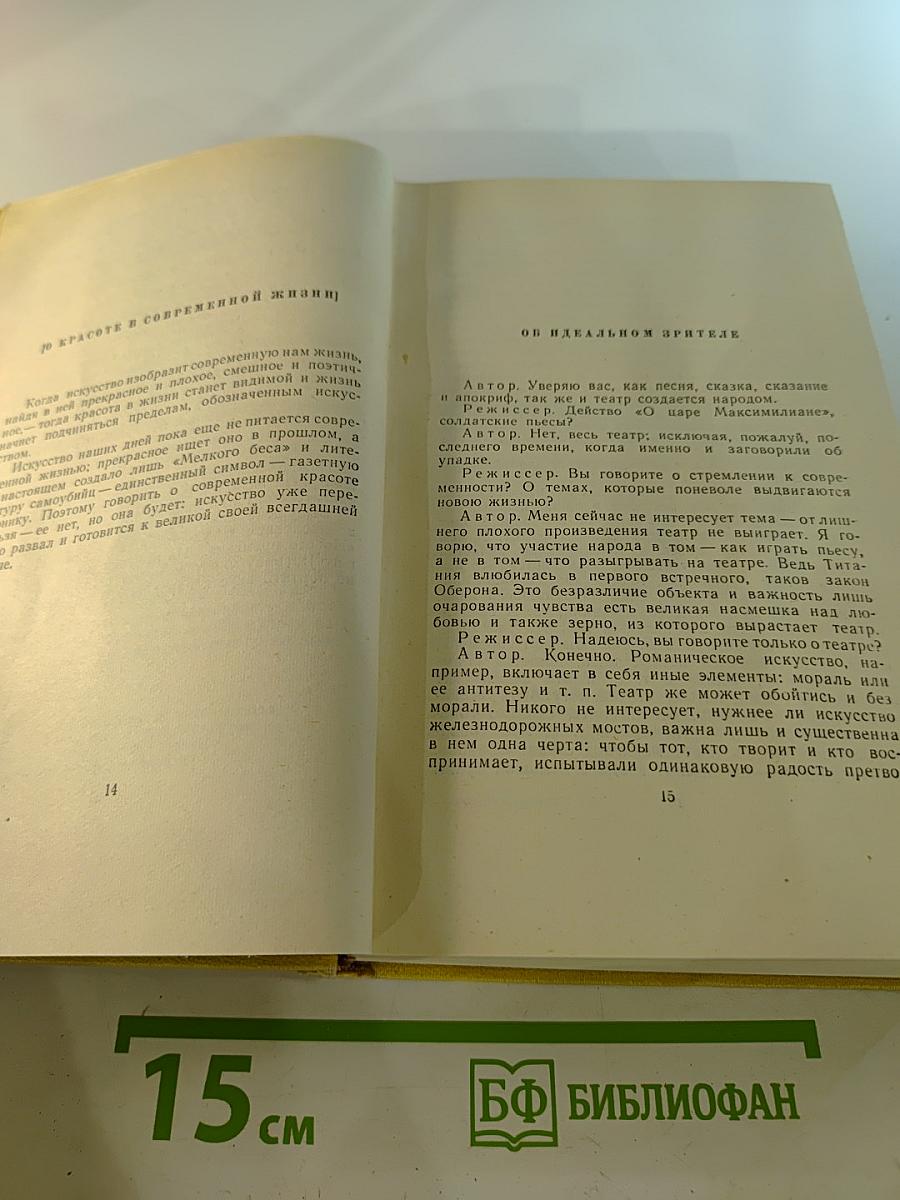 [О КРАСОТЕ В СОВРЕМЕННОЙ ЖИЗНИ]
Когда искусство изобразит современную нам жизнь,
найдя в ней прекрасное и плохое, смешное и поэтич-
ное,— тогда красота в жизни станет видимой и жизнь
начнет подчиняться пределам, обозначенным искус-
ством.
Искусство наших дней пока еще не питается совре-
енной жизнью; прекрасное ищет оно в прошлом, а
настоящем создало лишь «Мелкого беса» и лите-
туру самоубийц — единственный символ — газетную
онику. Поэтому говорить о современной красоте
льзя — ее нет, но она будет: искусство уже пере-
о развал и готовится к великой своей всегдашней
ле.
14
ОБ ИДЕАЛЬНОМ ЗРИТЕЛЕ
Автор. Уверяю вас, как песня, сказка, сказание
и апокриф, так же и театр создается народом.
Режиссер. Действо «О царе Максимилиане»,
солдатские пьесы?
Автор. Нет, весь театр; исключая, пожалуй, по-
следнего времени, когда именно и заговорили об
упадке.
Режиссер. Вы говорите о стремлении к совре-
менности? О темах, которые поневоле выдвигаются
новою жизнью?
Автор. Меня сейчас не интересует тема — от лиш-
него плохого произведения театр не выиграет. Я го-
ворю, что участие народа в том — как играть пьесу,
а не в том — что разыгрывать на театре. Ведь Тита-
ния влюбилась в первого встречного, таков закон
Оберона. Это безразличие объекта и важность лишь
очарования чувства есть великая насмешка над лю-
бовью и также зерно, из которого вырастает театр.
Режиссер. Надеюсь, вы говорите только о театре?
Автор. Конечно. Романическое искусство, на-
пример, включает в себя иные элементы: мораль или
ее антитезу и т. п. Театр же может обойтись и без
морали. Никого не интересует, нужнее ли искусство
железнодорожных мостов, важна лишь и существенна
в нем одна черта: чтобы тот, кто творит и кто вос-
принимает, испытывали одинаковую радость претво
15
15 см
БФ БИБЛИОФАН